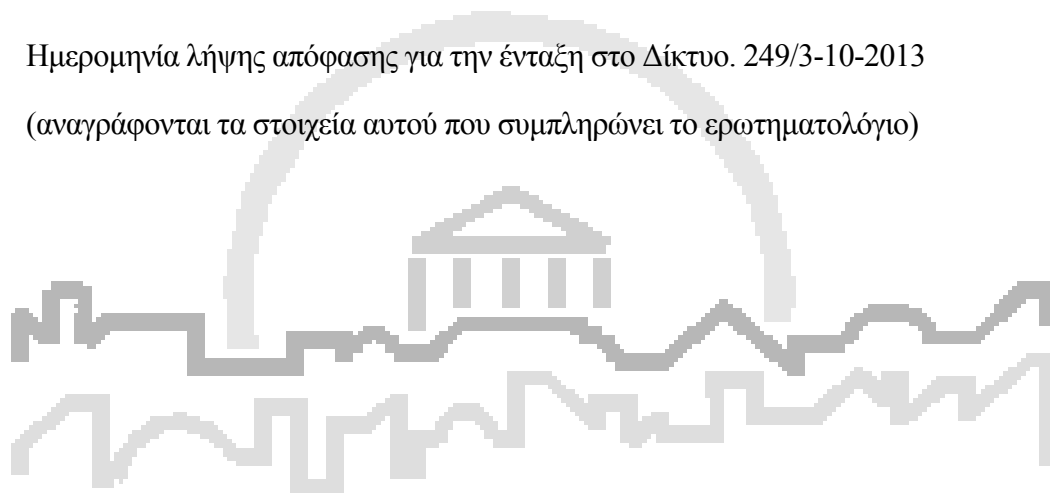 Ημερομηνία λήψης απόφασης για την ένταξη στο Δίκτυο. 249/3-10-2013
(αναγράφονται τα στοιχεία αυτού που συμπληρώνει το ερωτηματολόγιο)